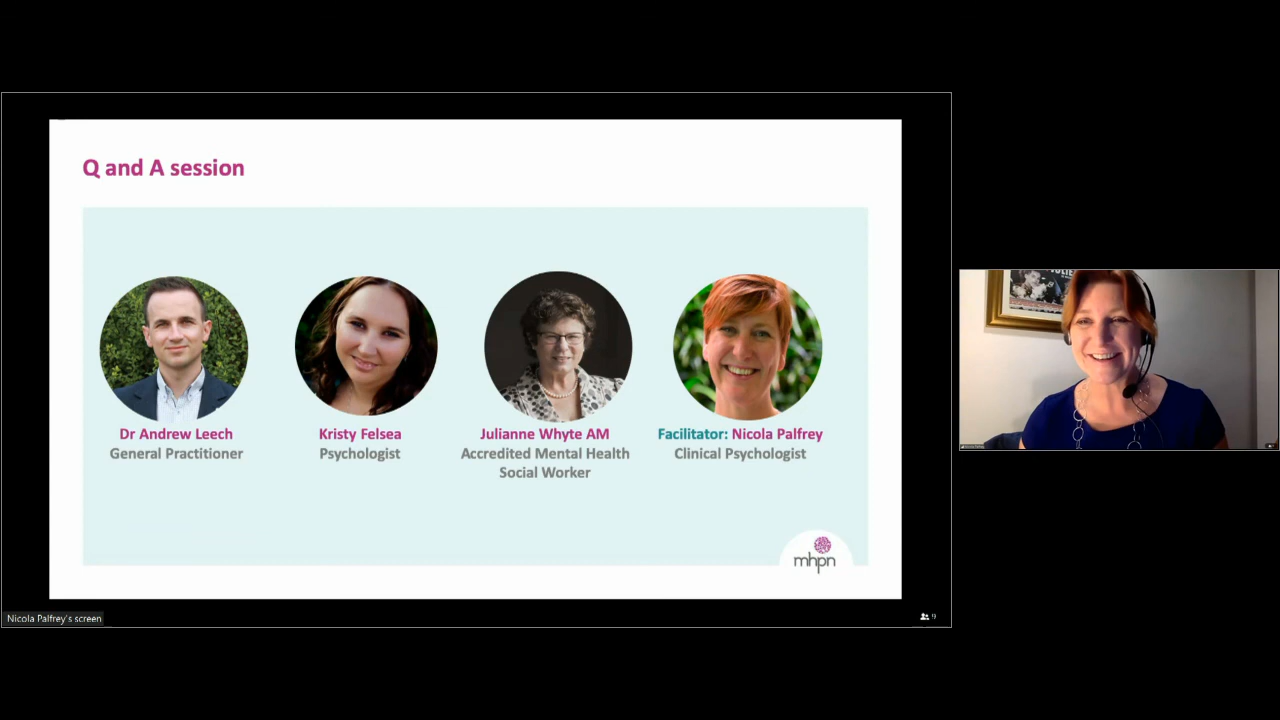 Q and A session
Dr Andrew Leech
General Practitioner
Kristy Felsea
Psychologist
Julianne Whyte AM
Accredited Mental Health
Social Worker
Facilitator: Nicola Palfrey
Clinical Psychologist
mhpn
Nicola Palfrey's screen
9